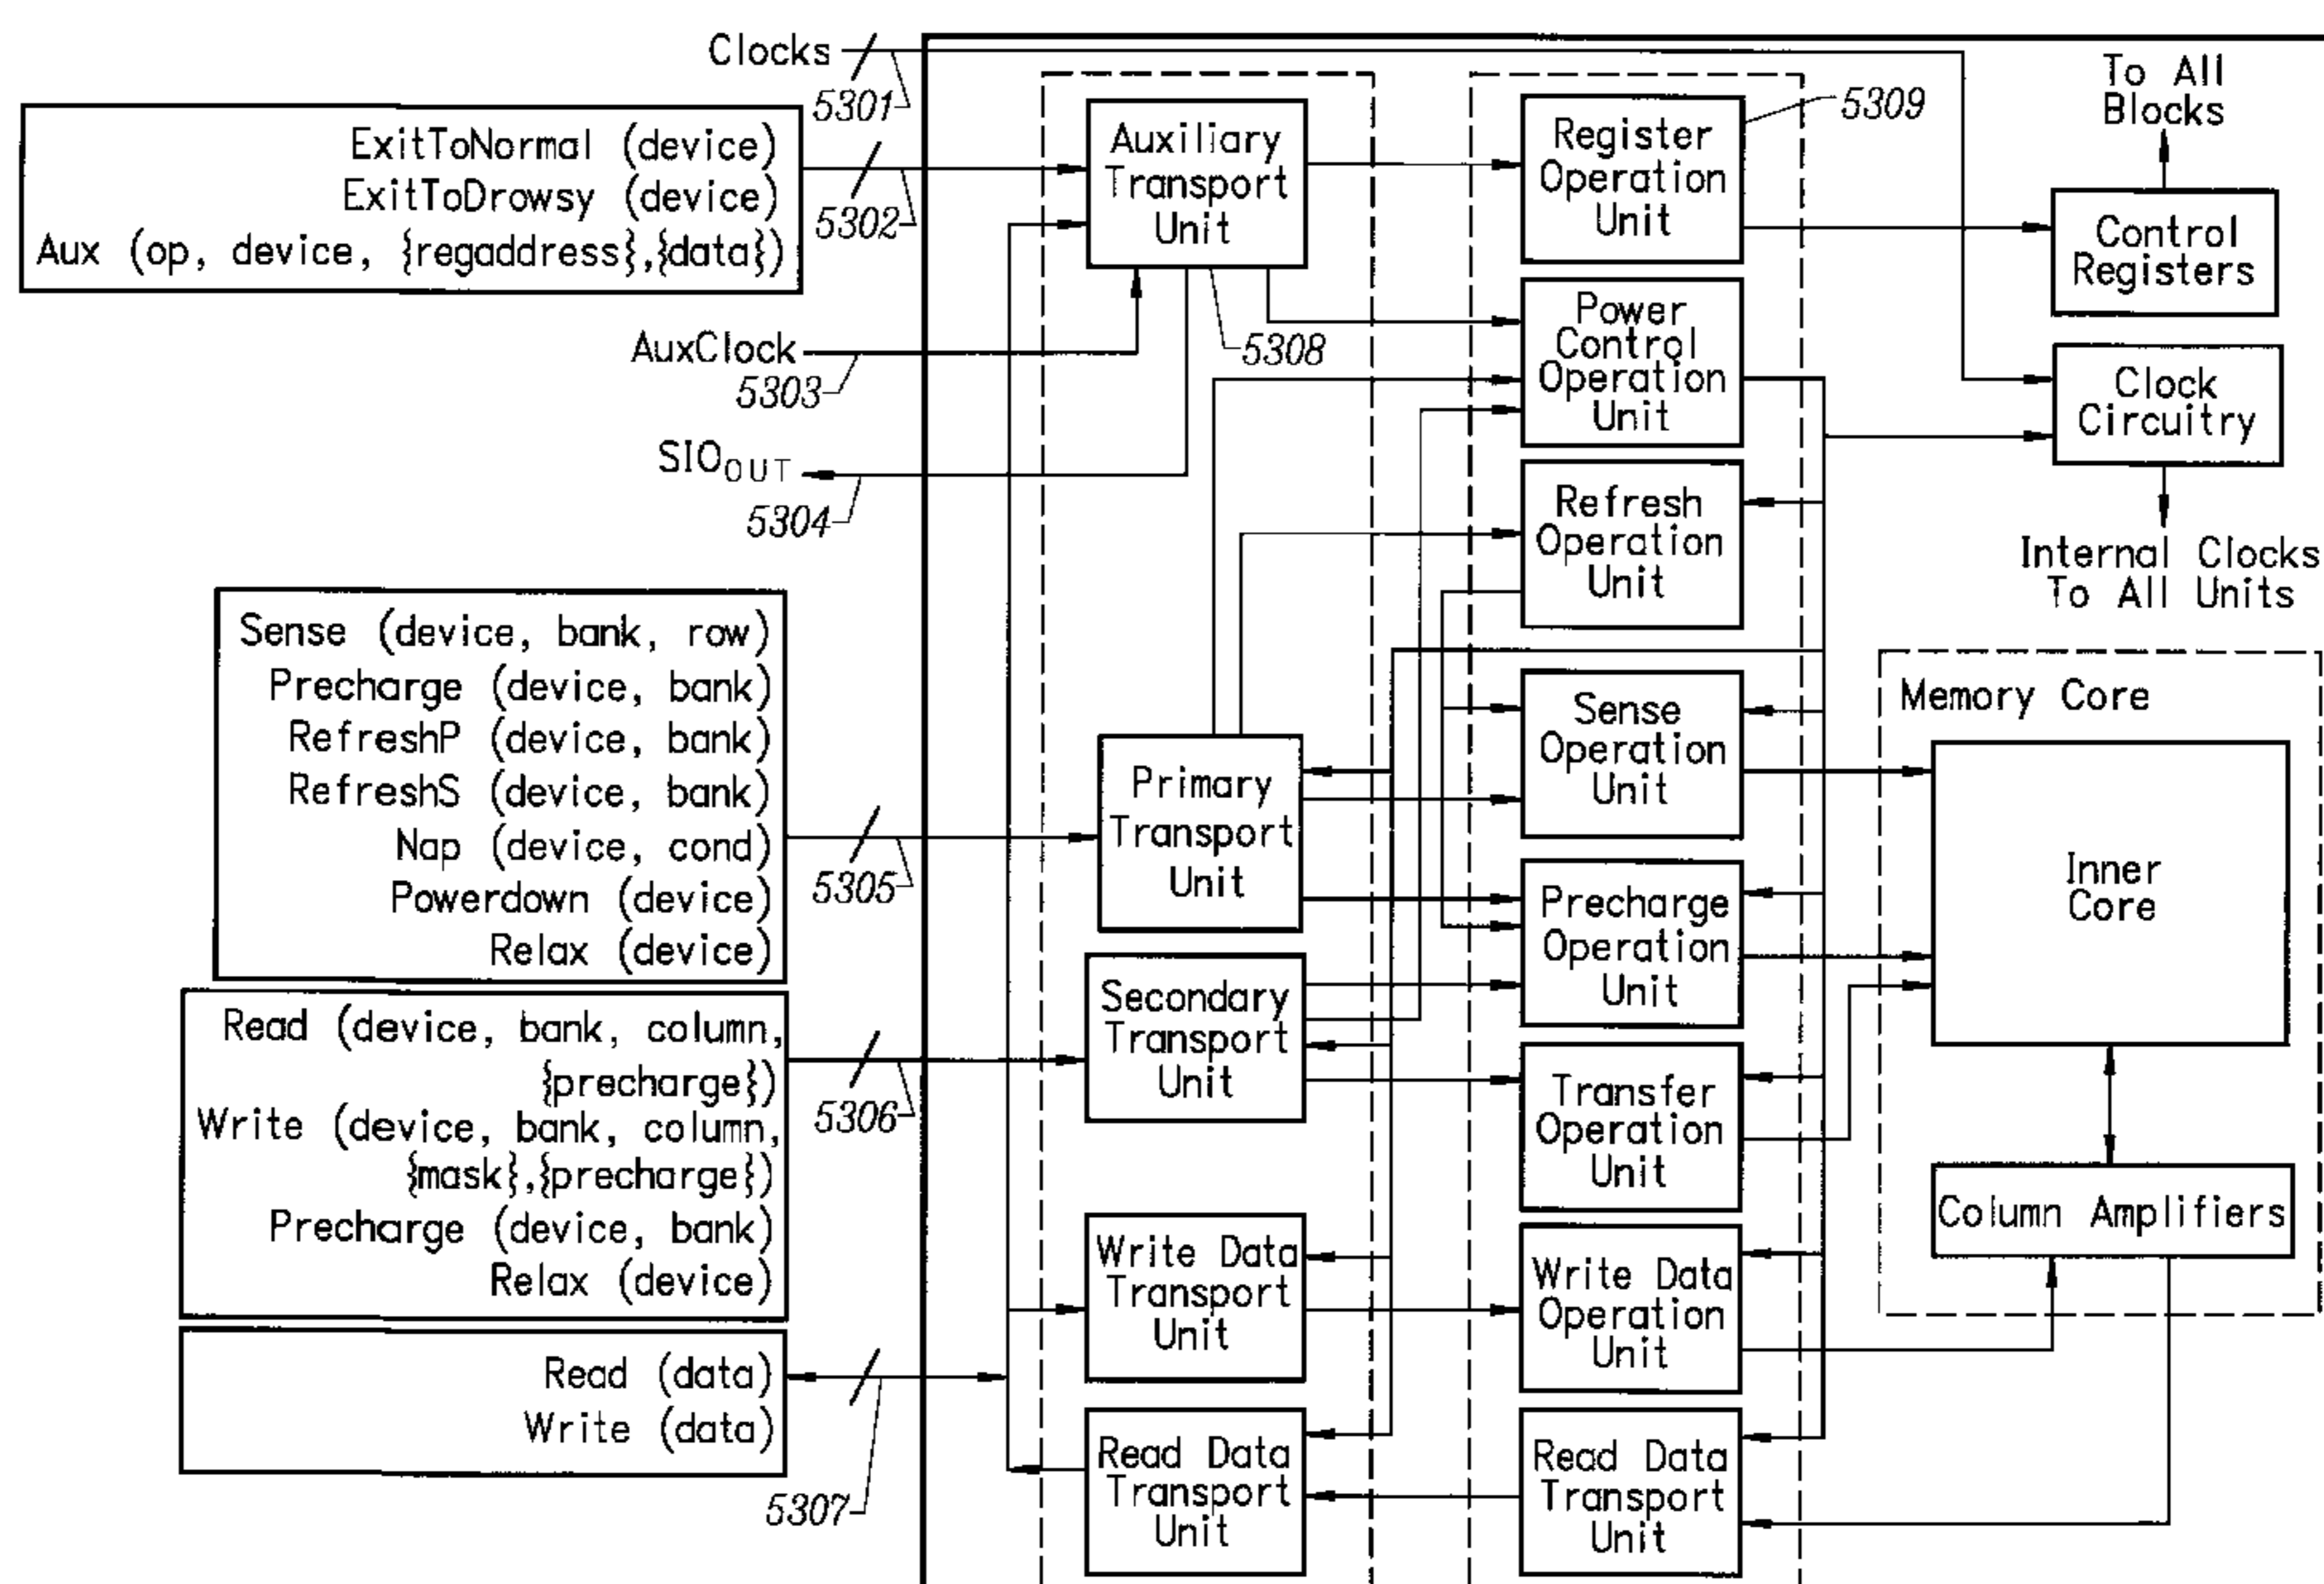 Clocks
5301
ExitToNormal (device)
ExitToDrowsy (device)
Aux (op, device, {regaddress},{data})
5302
AuxClock
5303
SIOOUT
5304
Sense (device, bank, row)
Precharge (device, bank)
RefreshP (device, bank)
RefreshS (device, bank)
Nap (device, cond)
Powerdown (device)
Relax (device)
5305
Read (device, bank, column,
{precharge})
Write (device, bank, column,
{mask},{precharge})
Precharge (device, bank)
Relax (device)
5306
Read (data)
Write (data)
5307
Auxiliary
Transport
Unit
5308
Primary
Transport
Unit
Secondary
Transport
Unit
Write Data
Transport
Unit
Read Data
Transport
Unit
Register
Operation
Unit
5309
Power
Control
Operation
Unit
Refresh
Operation
Unit
Sense
Operation
Unit
Precharge
Operation
Unit
Transfer
Operation
Unit
Write Data
Operation
Unit
Read Data
Transport
Unit
To All
Blocks
Control
Registers
Clock
Circuitry
Internal Clocks
To All Units
Memory Core
Inner
Core
Column Amplifiers